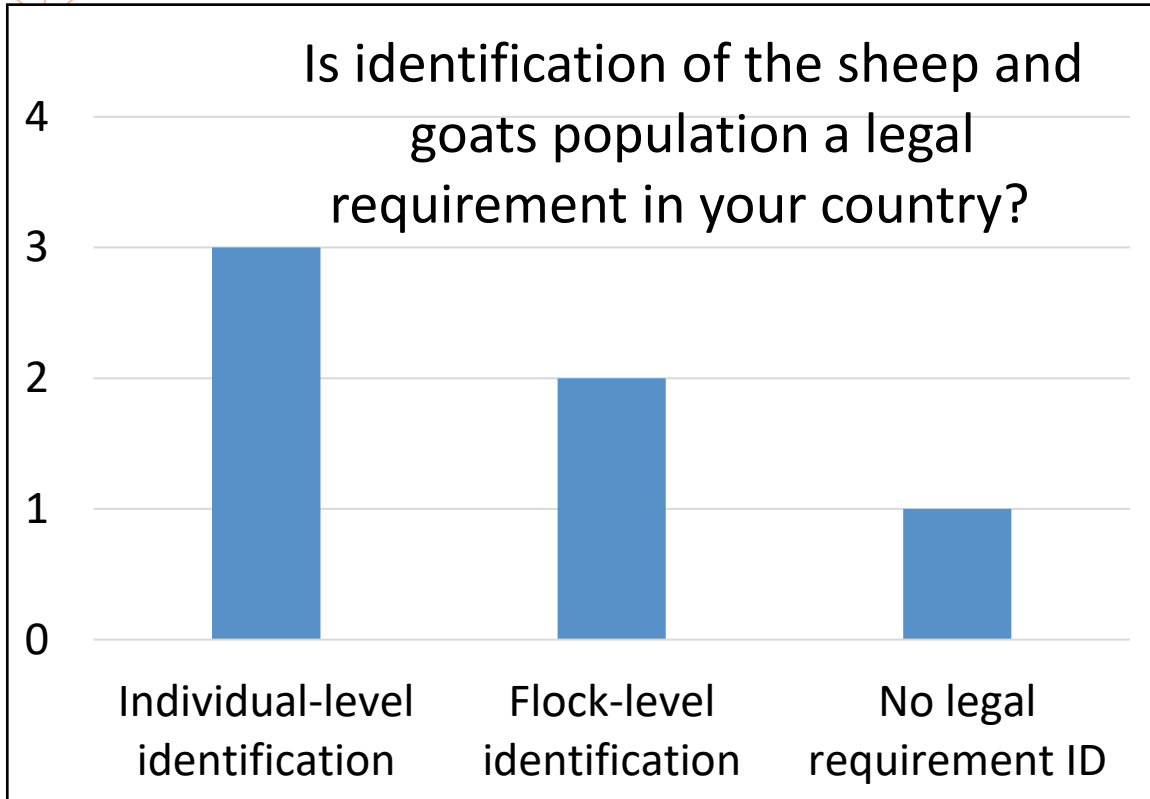 Is identification of the sheep and
goats population a legal
requirement in your country?
4
3
2
1
0
Individual-level
identification
Flock-level
identification
No legal
requirement ID